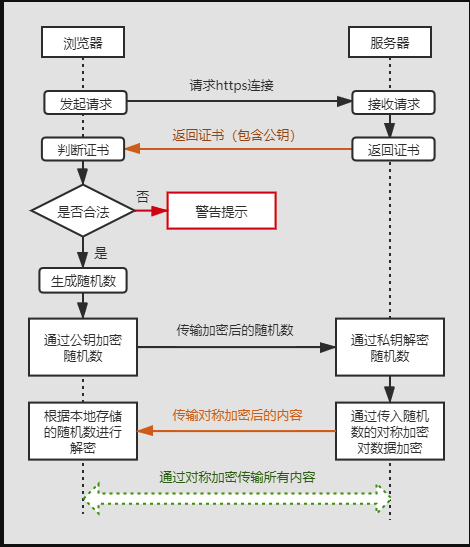 浏览器
服务器
请求https连接
发起请求
接收请求
返回证书（包含公钥）
判断证书
返回证书
否
是否合法
警告提示
是
生成随机数
传输加密后的随机数
通过公钥加密
随机数
通过私钥解密
随机数
传输对称加密后的内容
根据本地存储
的随机数进行
解密
通过传入随机
数的对称加密
对数据加密
通过对称加密传输所有内容